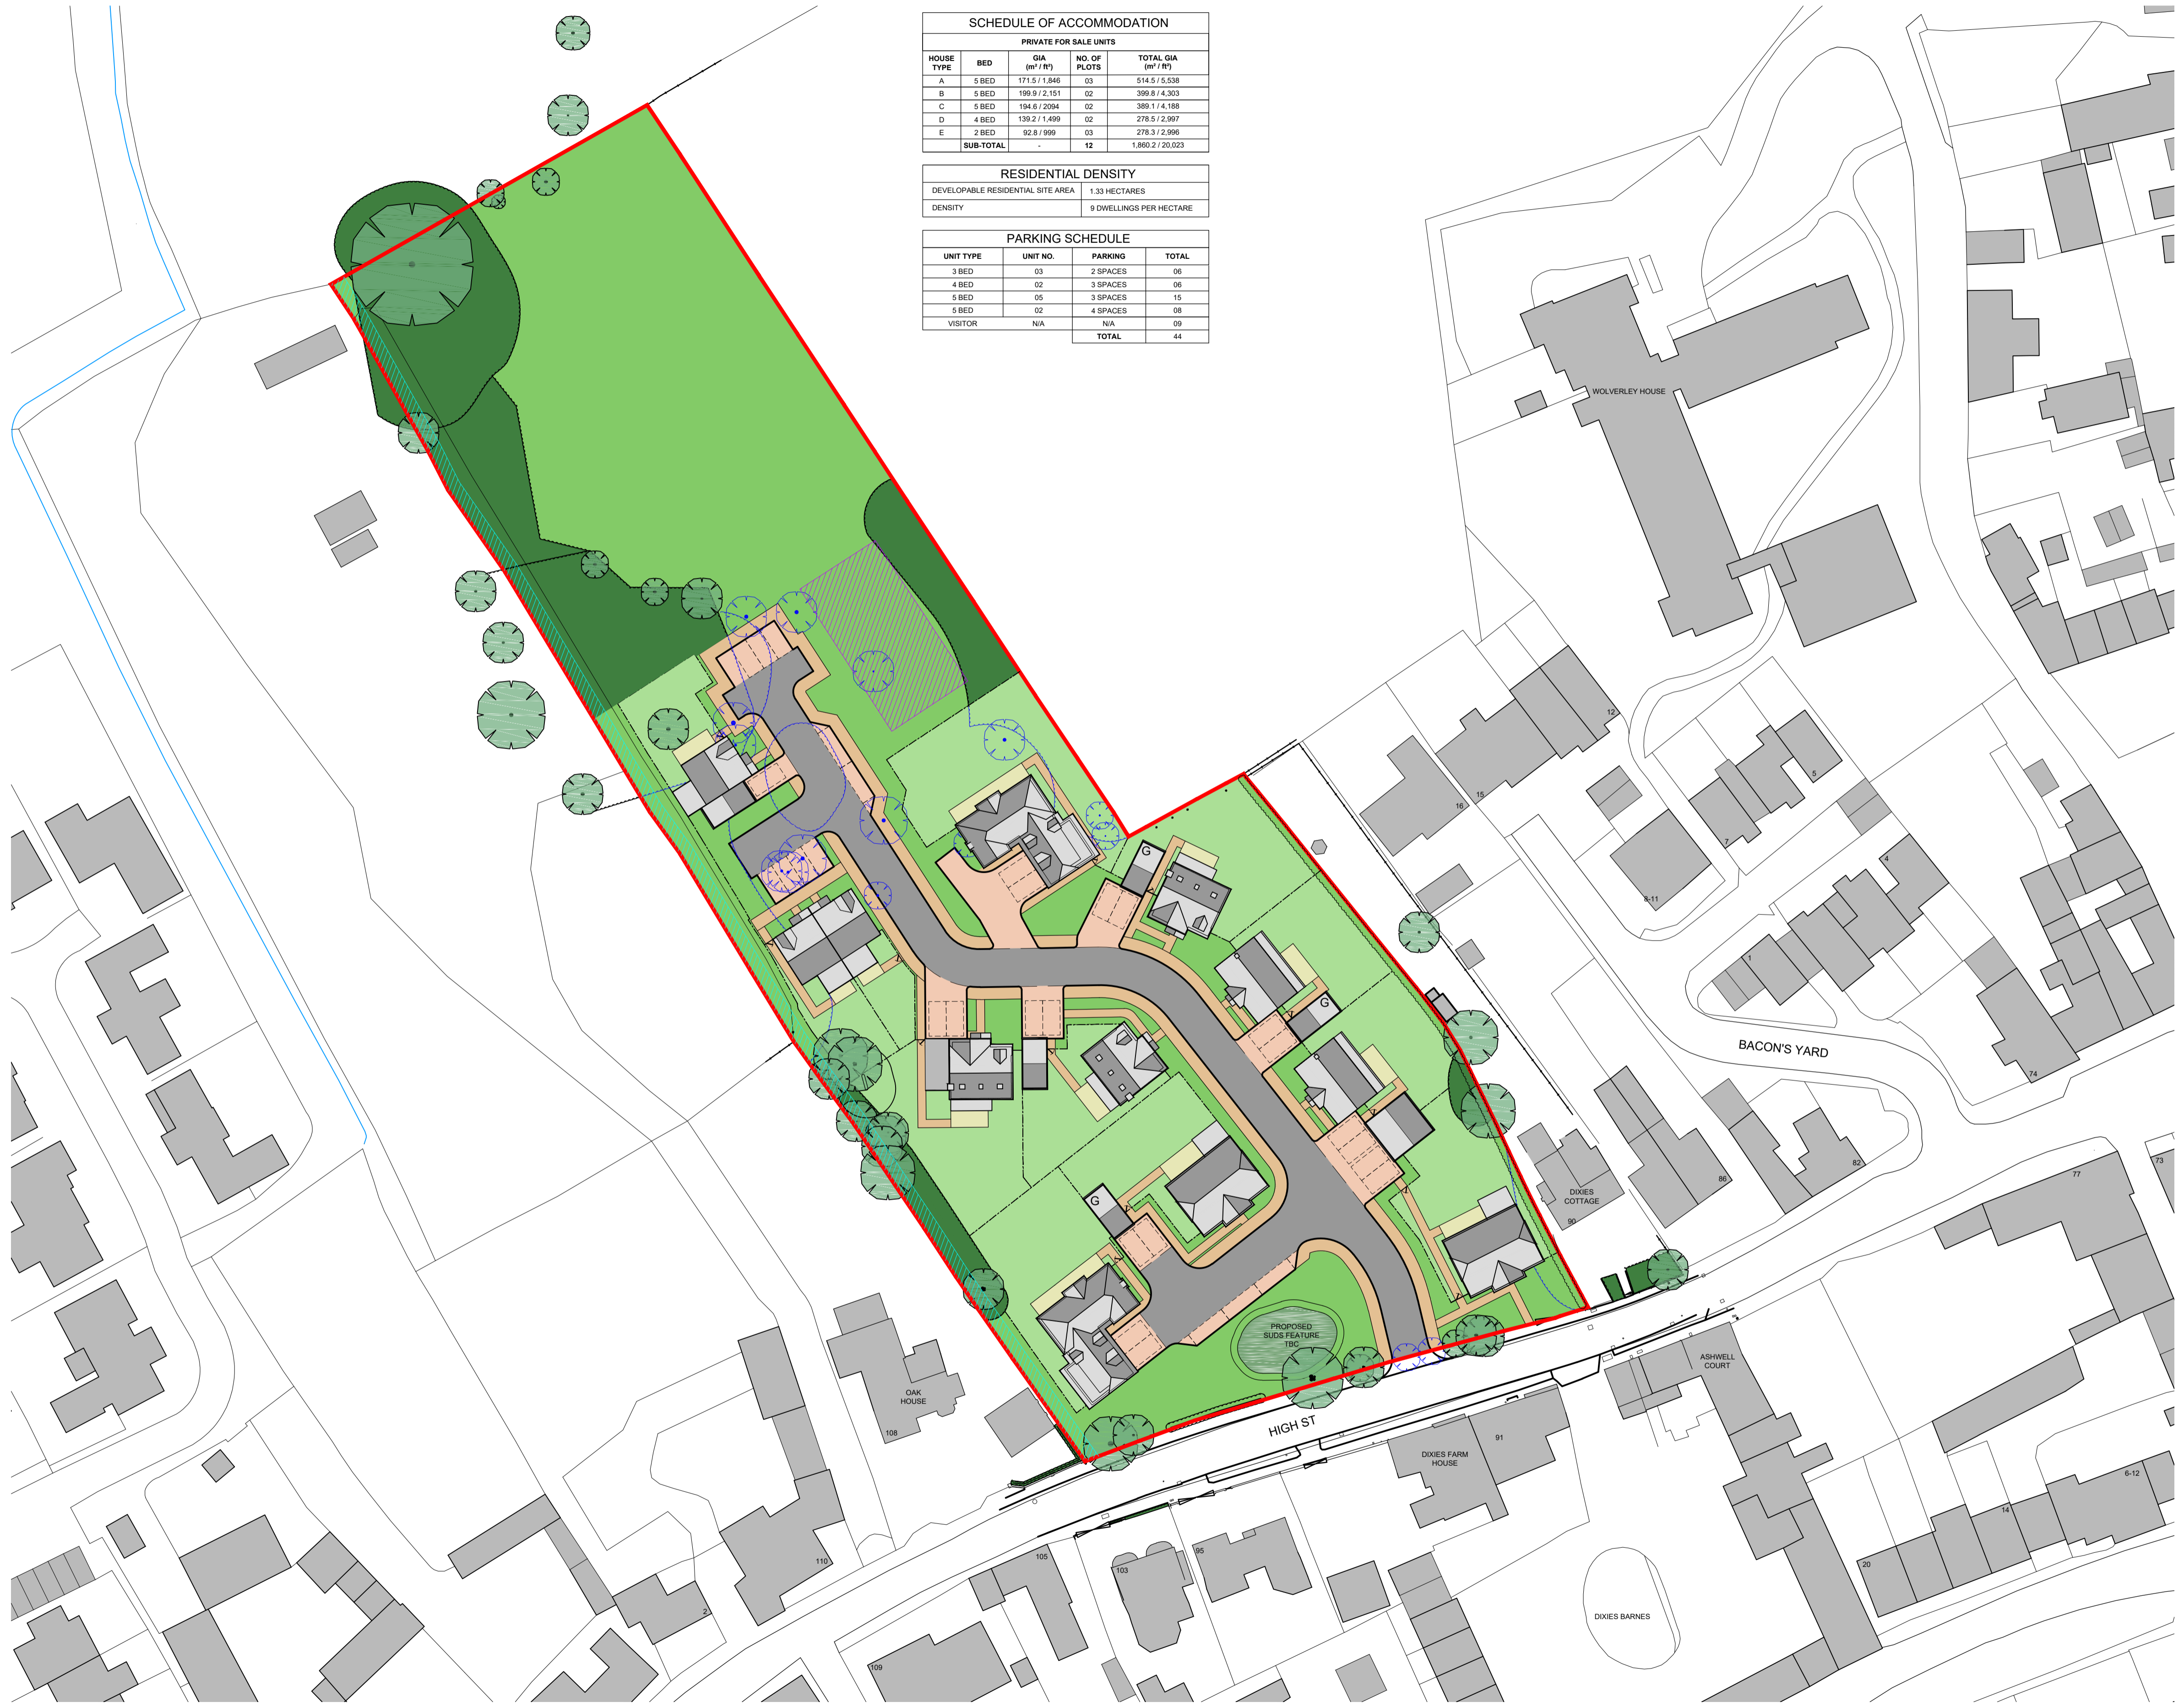 SCHEDULE OF ACCOMMODATION
PRIVATE FOR SALE UNITS
HOUSE TYPE BED GIA (m² / ft²) NO. OF PLOTS TOTAL GIA (m² / ft²)
A 5 BED 171.5 / 1,846 03 514.5 / 5,538
B 5 BED 199.9 / 2,151 02 399.8 / 4,303
C 5 BED 194.6 / 2094 02 389.1 / 4,188
D 4 BED 139.2 / 1,499 02 278.5 / 2,997
E 2 BED 92.8 / 999 03 278.3 / 2,996
SUB-TOTAL - 12 1,860.2 / 20,023
RESIDENTIAL DENSITY
DEVELOPABLE RESIDENTIAL SITE AREA 1.33 HECTARES
DENSITY 9 DWELLINGS PER HECTARE
PARKING SCHEDULE
UNIT TYPE UNIT NO. PARKING TOTAL
3 BED 03 2 SPACES 06
4 BED 02 3 SPACES 06
5 BED 05 3 SPACES 15
5 BED 02 4 SPACES 08
VISITOR N/A N/A 09
TOTAL 44
WOLVERLEY HOUSE
12
15
16
5
7
8-11
4
1
G
G
G
BACON'S YARD
74
82
86
DIXIES
COTTAGE
90
77
73
PROPOSED
SUDS FEATURE
TBC
ASHWELL
COURT
OAK
HOUSE
108
HIGH ST
91
DIXIES FARM
HOUSE
6-12
14
20
110
105
103
95
2
109
DIXIES BARNES